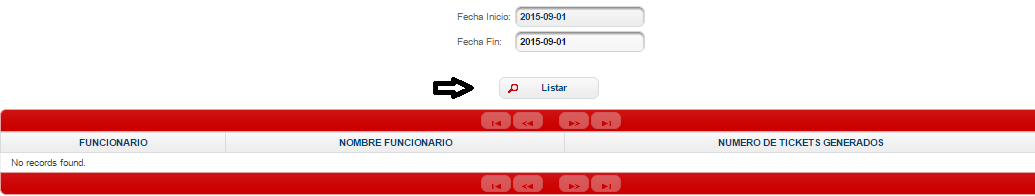 Fecha Inicio: 2015-09-01
Fecha Fin: 2015-09-01
Listar
FUNCIONARIO NOMBRE FUNCIONARIO NUMERO DE TICKETS GENERADOS
No records found.